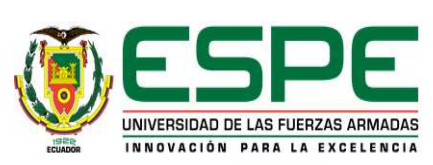 ESPE
UNIVERSIDAD DE LAS FUERZAS ARMADAS
INNOVACIÓN PARA LA EXCELENCIA
1922
ECUADOR